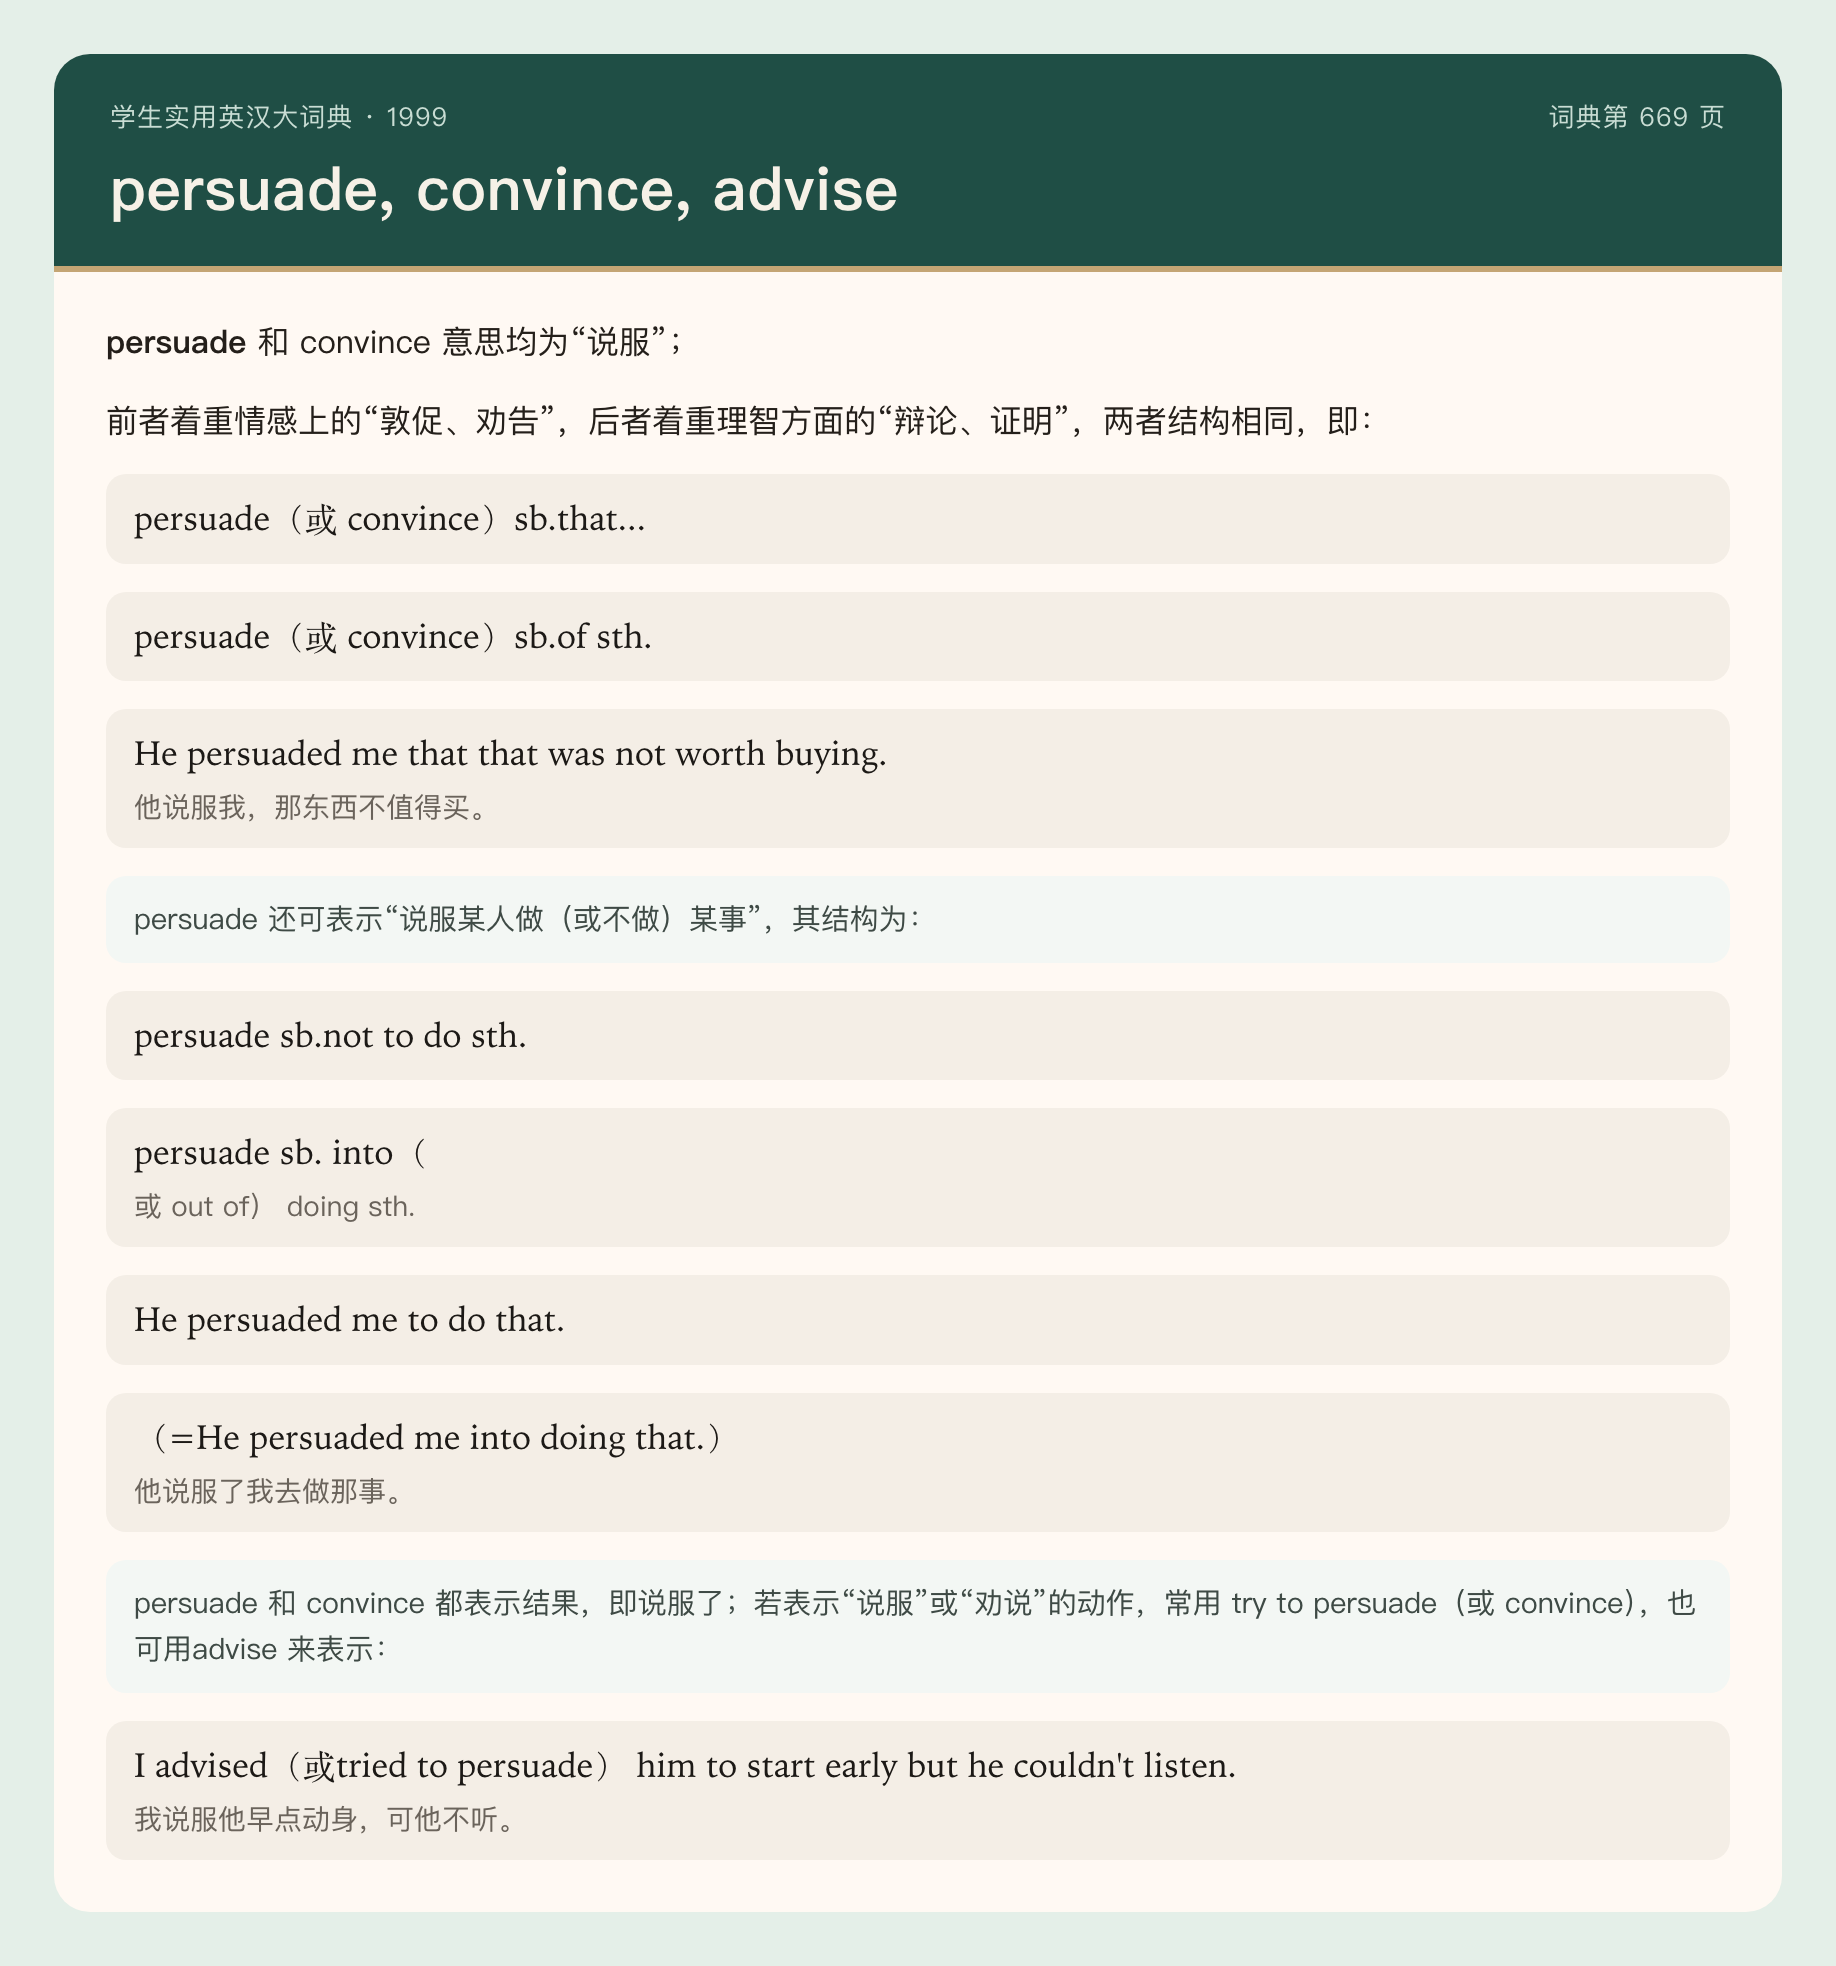 学生实用英汉大词典 · 1999
词典第 669 页
persuade, convince, advise
persuade 和 convince 意思均为“说服”；
前者着重情感上的“敦促、劝告”，后者着重理智方面的“辩论、证明”，两者结构相同，即：
persuade（或 convince）sb.that...
persuade（或 convince）sb.of sth.
He persuaded me that that was not worth buying.
他说服我，那东西不值得买。
persuade 还可表示“说服某人做（或不做）某事”，其结构为：
persuade sb.not to do sth.
persuade sb. into（
或 out of） doing sth.
He persuaded me to do that.
（=He persuaded me into doing that.）
他说服了我去做那事。
persuade 和 convince 都表示结果，即说服了；若表示“说服”或“劝说”的动作，常用 try to persuade（或 convince），也
可用advise 来表示：
I advised（或tried to persuade） him to start early but he couldn't listen.
我说服他早点动身，可他不听。